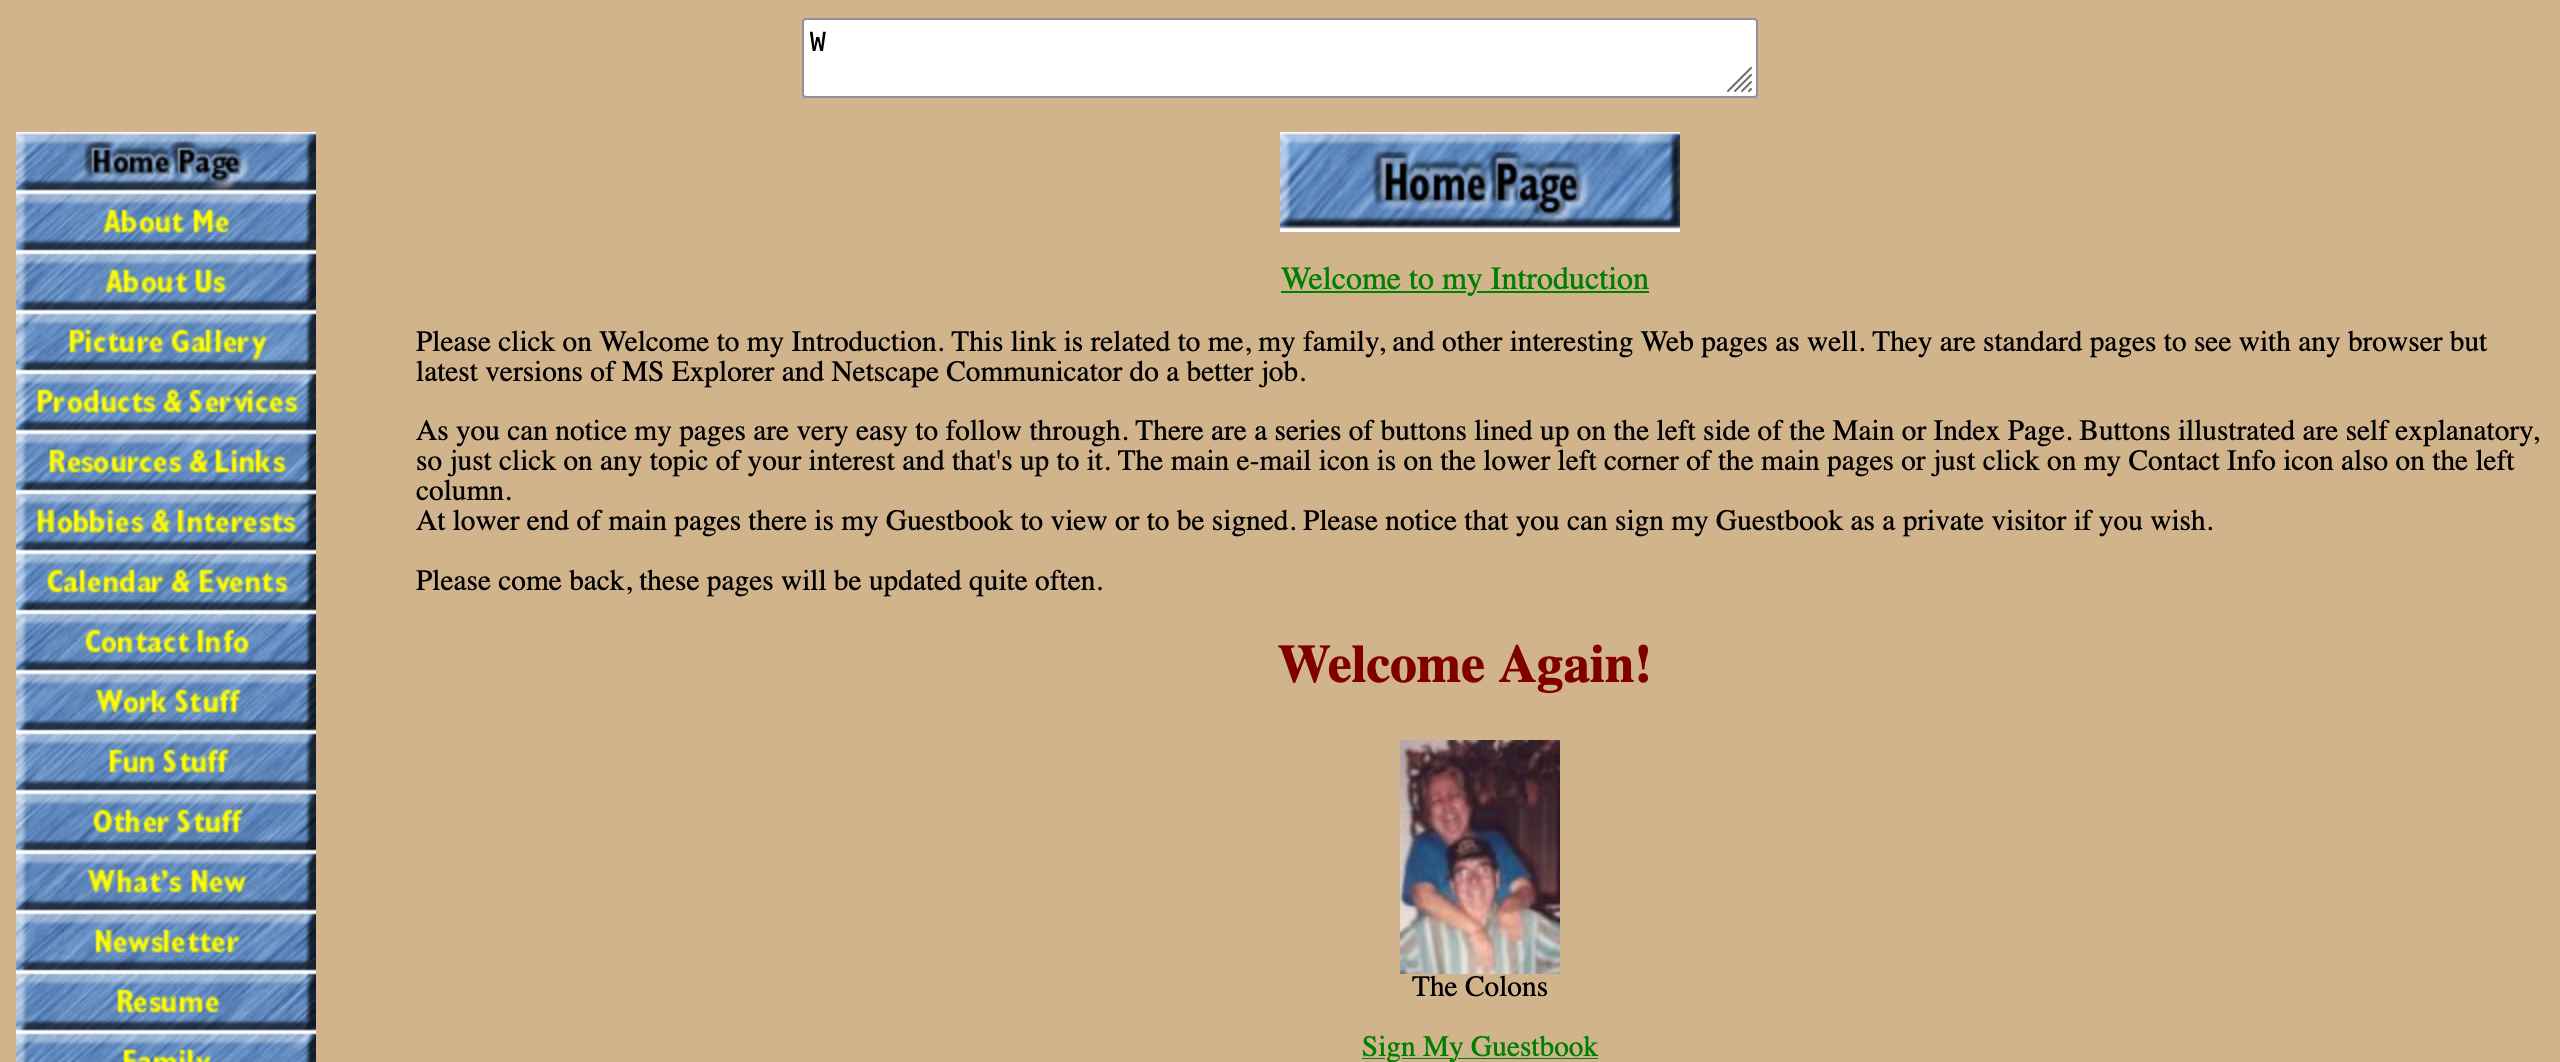 W
Home Page
About Me
About Us
Picture Gallery
Products & Services
Resources & Links
Hobbies & Interests
Calendar & Events
Contact Info
Work Stuff
Fun Stuff
Other Stuff
What's New
Newsletter
Resume
Family
Home Page
Welcome to my Introduction
Please click on Welcome to my Introduction. This link is related to me, my family, and other interesting Web pages as well. They are standard pages to see with any browser but
latest versions of MS Explorer and Netscape Communicator do a better job.
As you can notice my pages are very easy to follow through. There are a series of buttons lined up on the left side of the Main or Index Page. Buttons illustrated are self explanatory,
so just click on any topic of your interest and that's up to it. The main e-mail icon is on the lower left corner of the main pages or just click on my Contact Info icon also on the left
column.
At lower end of main pages there is my Guestbook to view or to be signed. Please notice that you can sign my Guestbook as a private visitor if you wish.
Please come back, these pages will be updated quite often.
Welcome Again!
The Colons
Sign My Guestbook